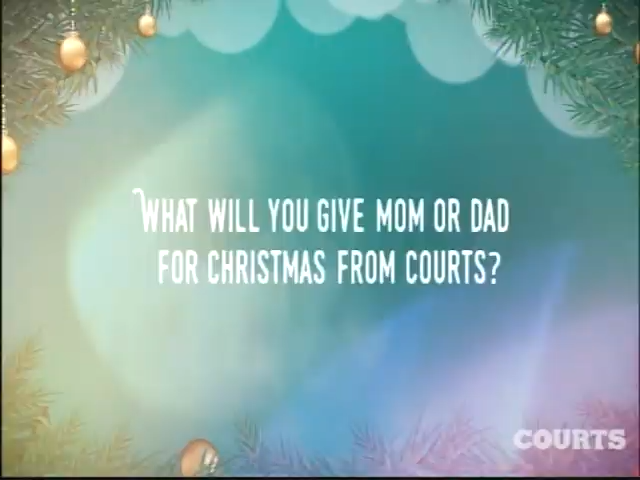 WHAT WILL YOU GIVE MOM OR DAD
FOR CHRISTMAS FROM COURTS?
COURTS